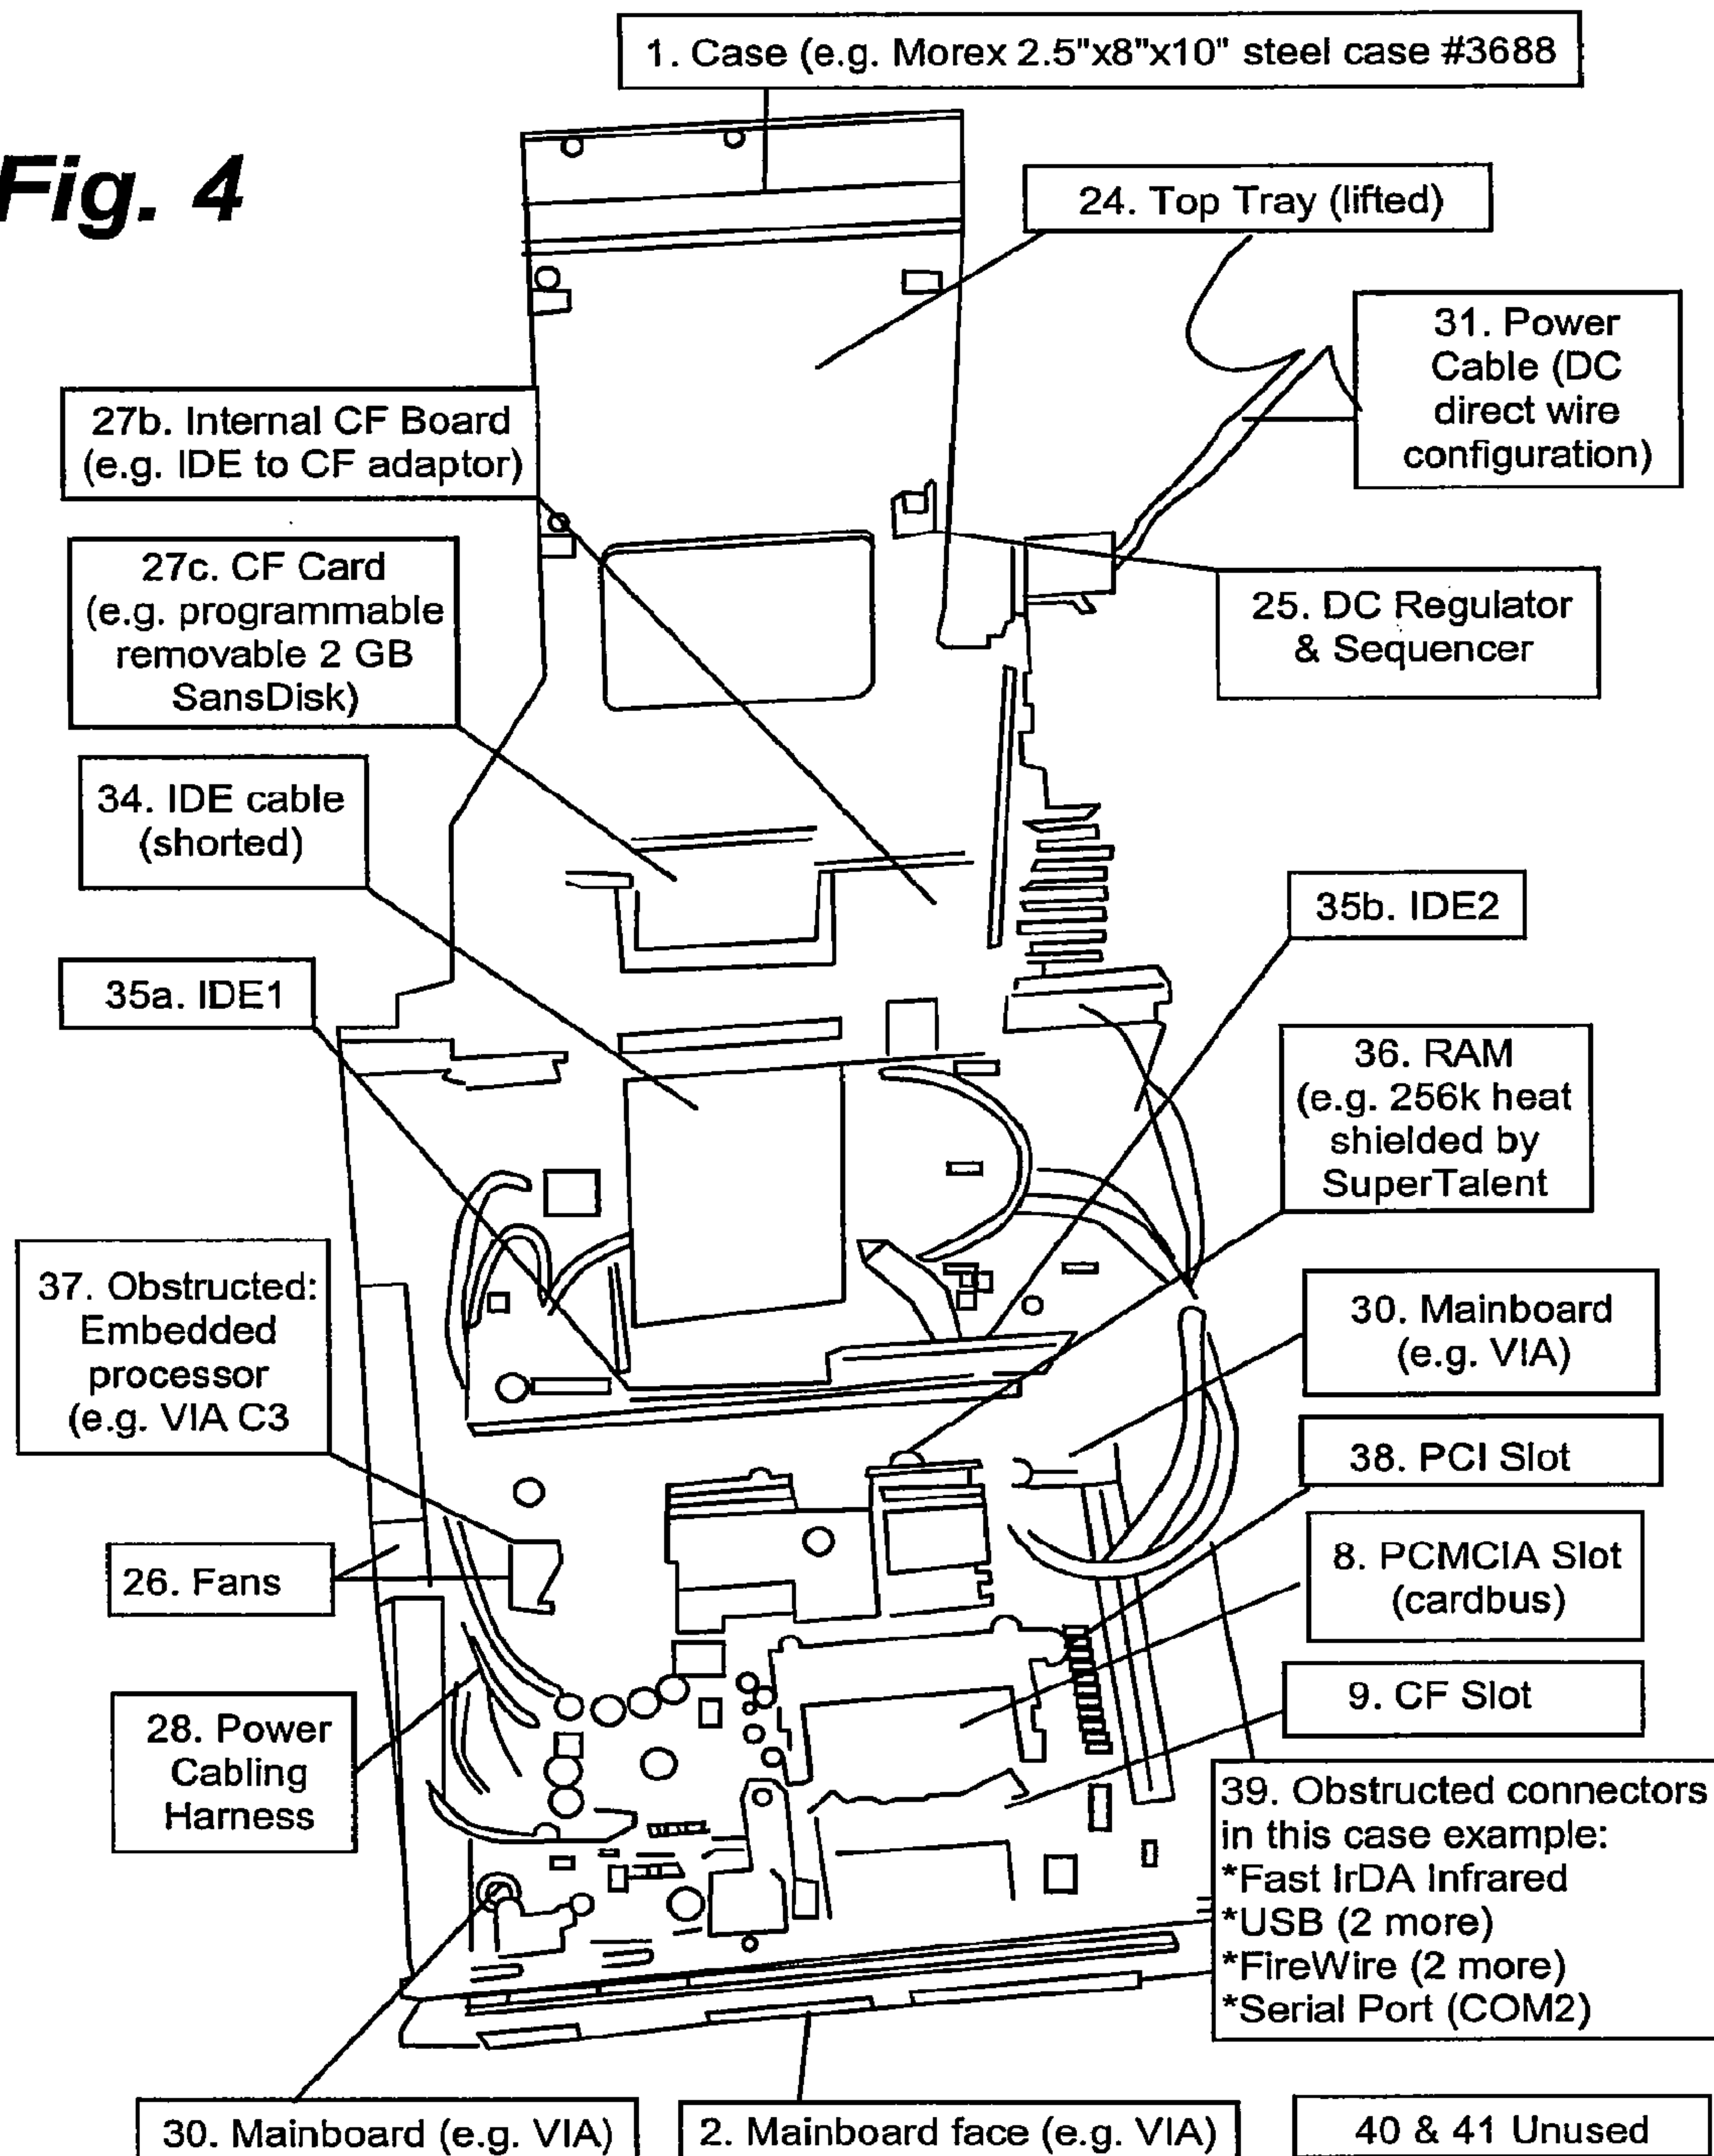 1. Case (e.g. Morex 2.5"x8"x10" steel case #3688
Fig. 4
24. Top Tray (lifted)
31. Power
Cable (DC
direct wire
configuration)
27b. Internal CF Board
(e.g. IDE to CF adaptor)
27c. CF Card
(e.g. programmable
removable 2 GB
SansDisk)
25. DC Regulator
& Sequencer
34. IDE cable
(shorted)
35b. IDE2
35a. IDE1
36. RAM
(e.g. 256k heat
shielded by
SuperTalent
37. Obstructed:
Embedded
processor
(e.g. VIA C3
30. Mainboard
(e.g. VIA)
38. PCI Slot
26. Fans
8. PCMCIA Slot
(cardbus)
9. CF Slot
28. Power
Cabling
Harness
39. Obstructed connectors
in this case example:
*Fast IrDA Infrared
*USB (2 more)
*FireWire (2 more)
*Serial Port (COM2)
30. Mainboard (e.g. VIA)
2. Mainboard face (e.g. VIA)
40 & 41 Unused